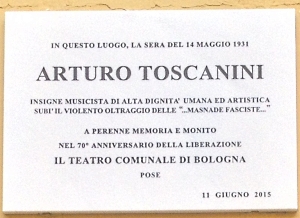 IN QUESTO LUOGO, LA SERA DEL 14 MAGGIO 1931
ARTURO TOSCANINI
INSIGNE MUSICISTA DI ALTA DIGNITA' UMANA ED ARTISTICA
SUBI' IL VIOLENTO OLTRAGGIO DELLE "...MASNADE FASCISTE..."
A PERENNE MEMORIA E MONITO
NEL 70° ANNIVERSARIO DELLA LIBERAZIONE
IL TEATRO COMUNALE DI BOLOGNA
POSE
11 GIUGNO 2015